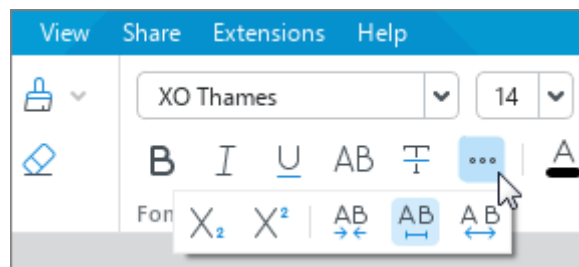 View Share Extensions Help
XO Thames 14
B I U AB T A
Fon
X₂ X² AB AB AB